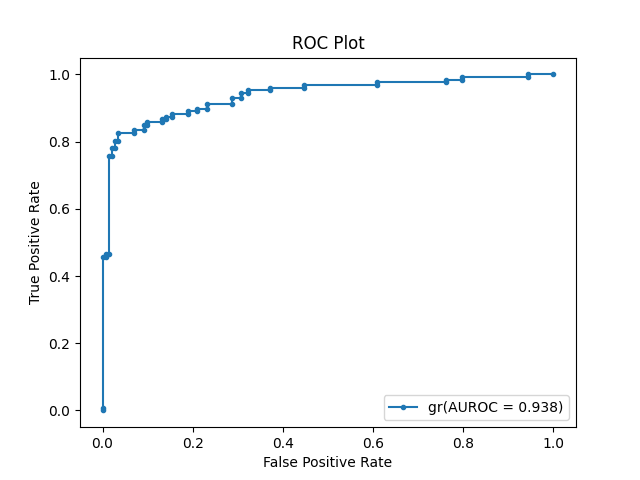 ROC Plot
1.0
0.8
0.6
0.4
0.2
0.0
True Positive Rate
gr(AUROC = 0.938)
0.0 0.2 0.4 0.6 0.8 1.0
False Positive Rate